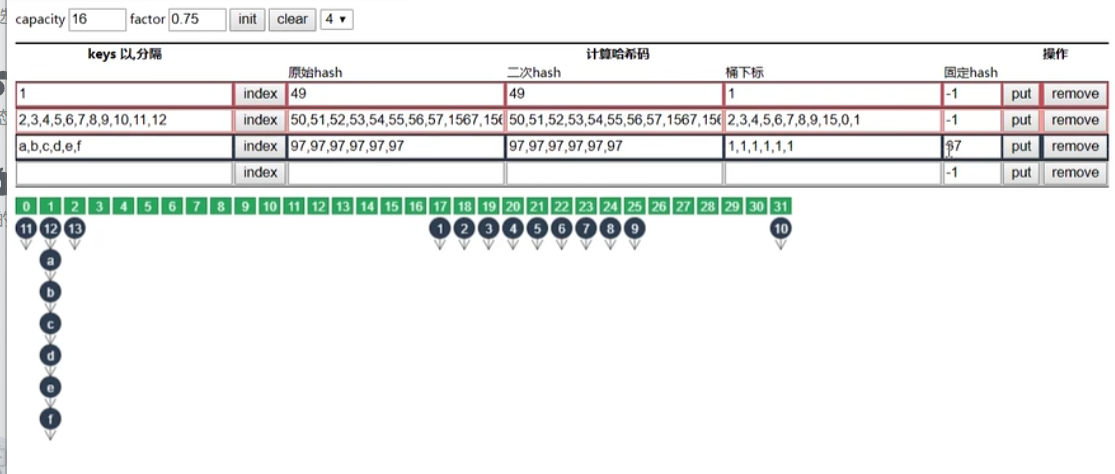 capacity 16 factor 0.75 init clear 4
keys 以,分隔 计算哈希码 操作
原始hash 二次hash 桶下标 固定hash
1 index 49 49 1 -1 put remove
2,3,4,5,6,7,8,9,10,11,12 index 50,51,52,53,54,55,56,57,1567,156 50,51,52,53,54,55,56,57,1567,156 2,3,4,5,6,7,8,9,15,0,1 -1 put remove
a,b,c,d,e,f index 97,97,97,97,97,97 97,97,97,97,97,97 1,1,1,1,1,1 97 put remove
index -1 put remove
0 1 2 3 4 5 6 7 8 9 10 11 12 13 14 15 16 17 18 19 20 21 22 23 24 25 26 27 28 29 30 31
11 12 13 1 2 3 4 5 6 7 8 9 10
a
b
c
d
e
f